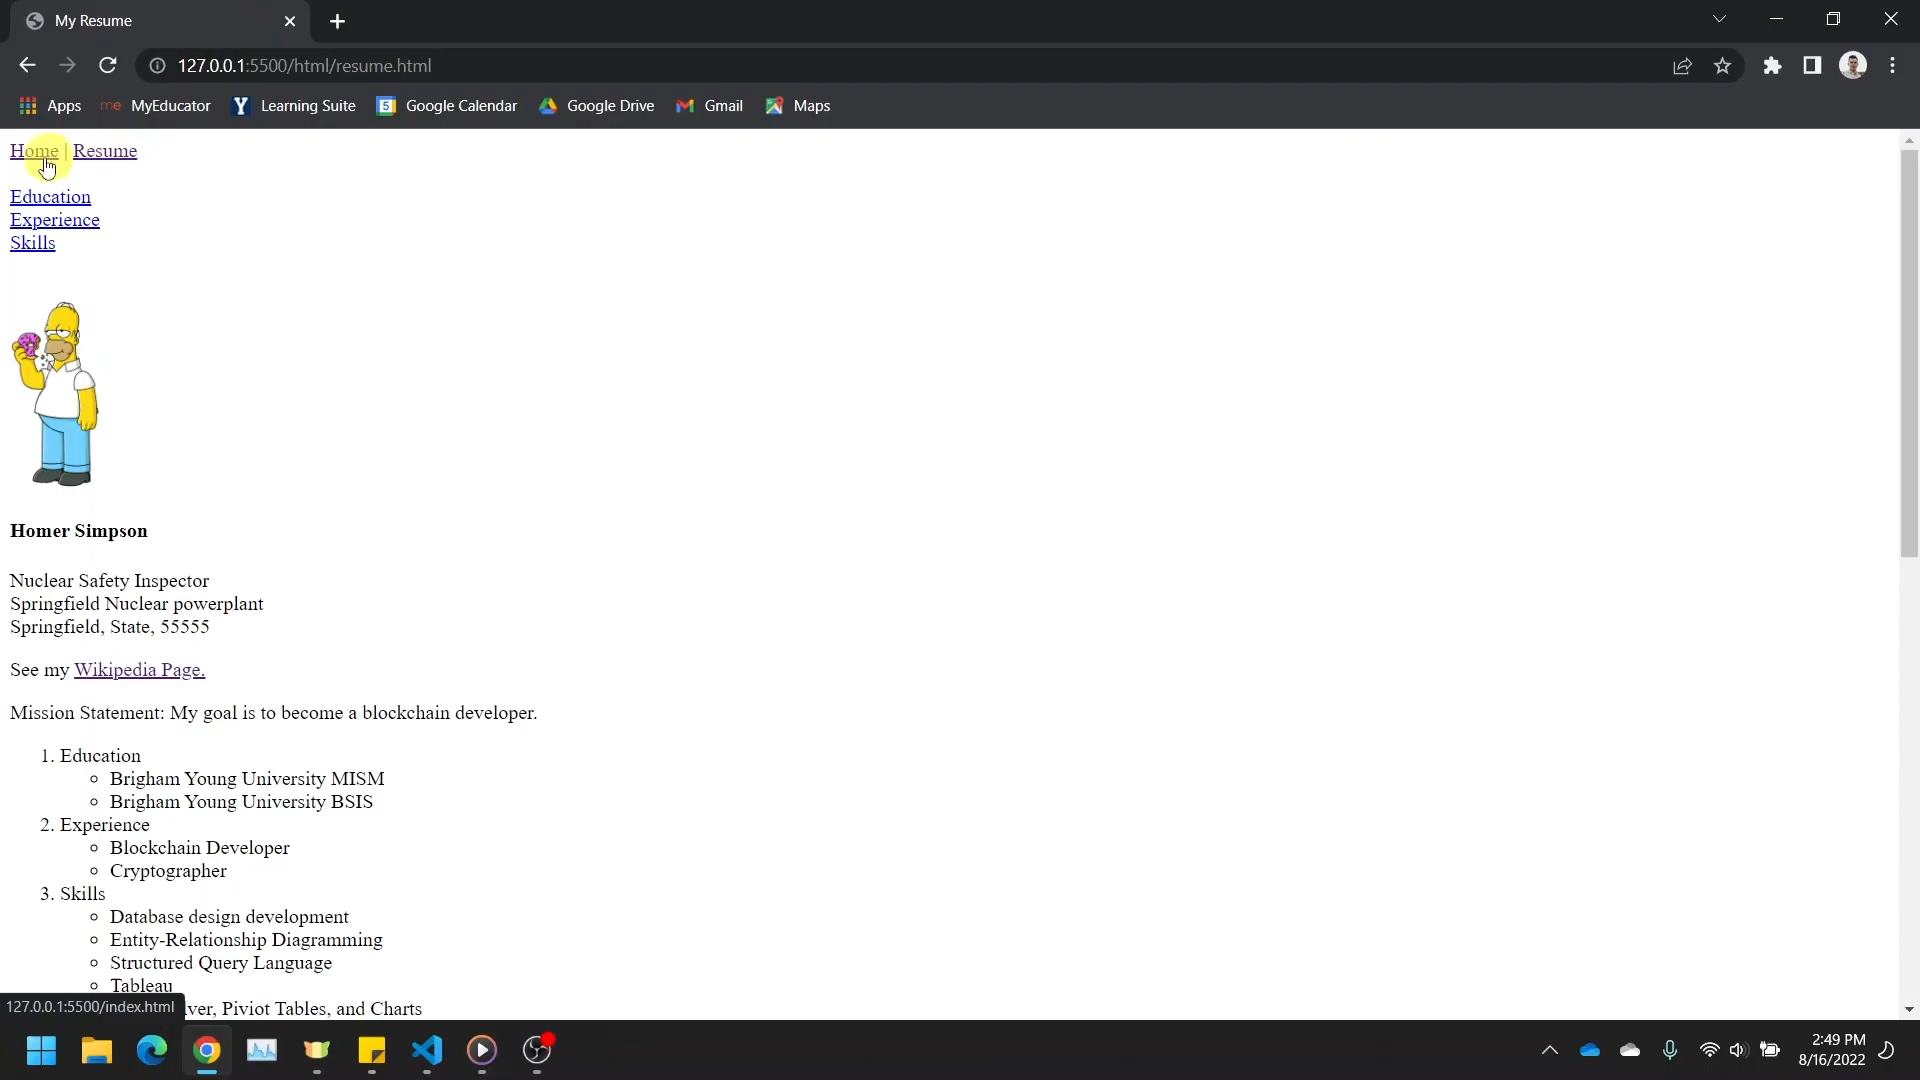 My Resume
127.0.0.1:5500/html/resume.html
Apps me MyEducator Y Learning Suite 5 Google Calendar Google Drive Gmail Maps
Home | Resume
Education
Experience
Skills
Homer Simpson
Nuclear Safety Inspector
Springfield Nuclear powerplant
Springfield, State, 55555
See my Wikipedia Page.
Mission Statement: My goal is to become a blockchain developer.
1. Education
Brigham Young University MISM
Brigham Young University BSIS
2. Experience
Blockchain Developer
Cryptographer
3. Skills
Database design development
Entity-Relationship Diagramming
Structured Query Language
Tableau
127.0.0.1:5500/index.html
lver, Piviot Tables, and Charts
2:49 PM
8/16/2022